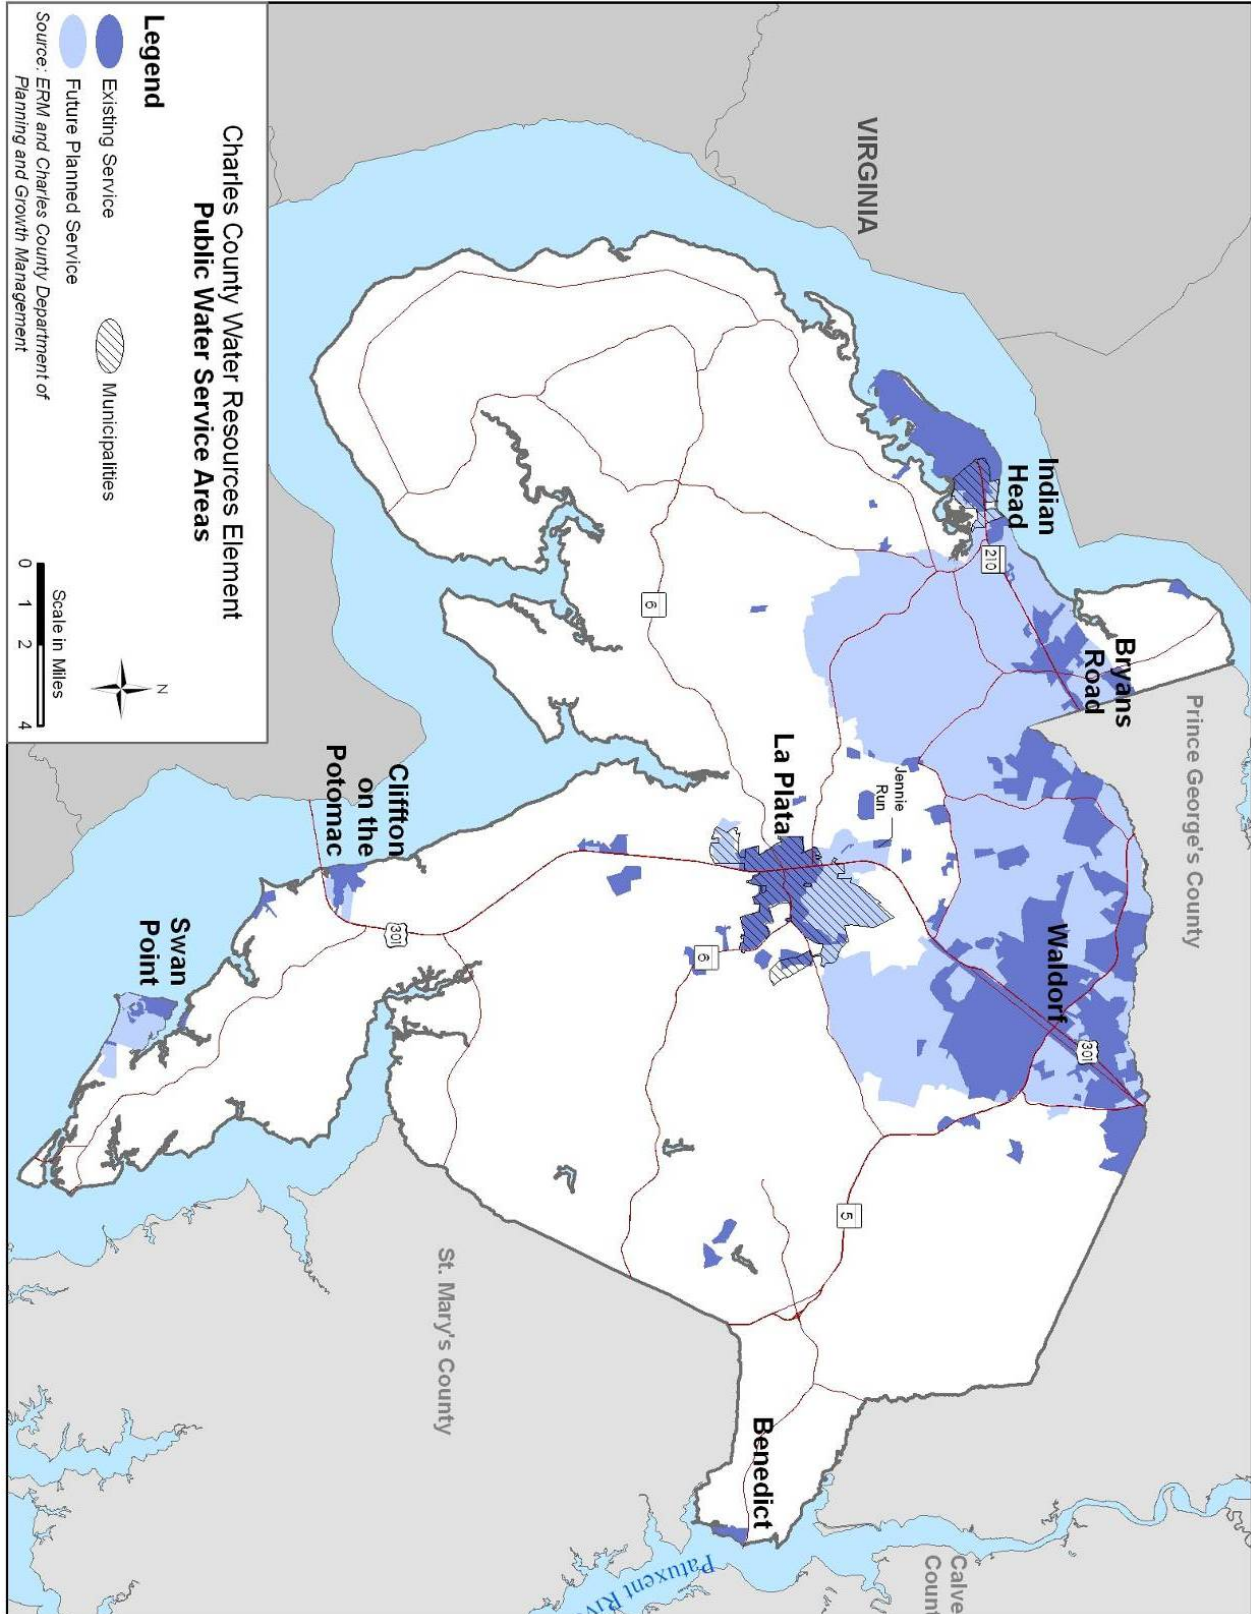 VIRGINIA
Prince George's County
Indian
Head
210
Bryans
Road
Waldorf
301
Jennie
Run
La Plata
6
6
5
Benedict
Patuxent
Cliffton
on the
Potomac
301
Swan
Point
St. Mary's County
Charles County Water Resources Element
Public Water Service Areas
Legend
Existing Service
Municipalities
Future Planned Service
Source: ERM and Charles County Department of
Planning and Growth Management
N
Scale in Miles
0 1 2 4